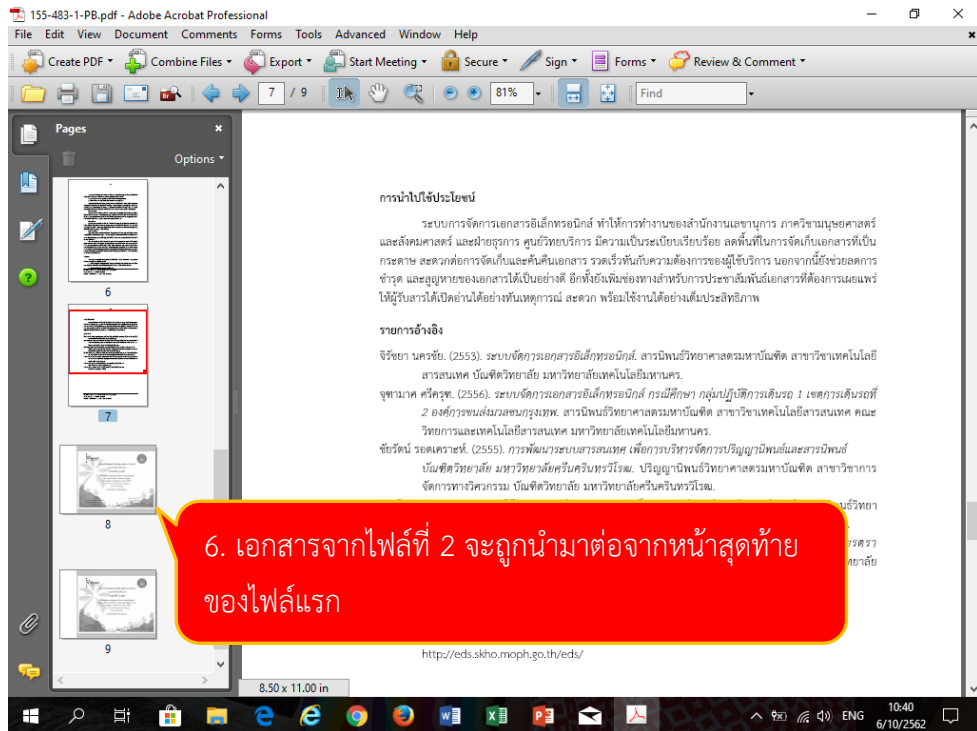 155-483-1-PB.pdf - Adobe Acrobat Professional
File Edit View Document Comments Forms Tools Advanced Window Help
Create PDF Combine Files Export Start Meeting Secure Sign Forms Review & Comment
7 / 9 81% Find
Pages
Options
6
7
8
9
การนำไปใช้ประโยชน์
ระบบการจัดการเอกสารอิเล็กทรอนิกส์ ทำให้การทำงานของสำนักงานเลขานุการ ภาควิชามนุษยศาสตร์
และสังคมศาสตร์ และฝ่ายธุรการ ศูนย์วิทยบริการ มีความเป็นระเบียบเรียบร้อย ลดพื้นที่ในการจัดเก็บเอกสารที่เป็น
กระดาษ สะดวกต่อการจัดเก็บและค้นคืนเอกสาร รวดเร็วทันกับความต้องการของผู้ใช้บริการ นอกจากนี้ยังช่วยลดการ
ชำรุด และสูญหายของเอกสารได้เป็นอย่างดี อีกทั้งยังเพิ่มช่องทางสำหรับการประชาสัมพันธ์เอกสารที่ต้องการเผยแพร่
ให้ผู้รับสารได้เปิดอ่านได้อย่างทันเหตุการณ์ สะดวก พร้อมใช้งานได้อย่างเต็มประสิทธิภาพ
รายการอ้างอิง
จิรัชยา นครชัย. (2553). ระบบจัดการเอกสารอิเล็กทรอนิกส์. สารนิพนธ์วิทยาศาสตรมหาบัณฑิต สาขาวิชาเทคโนโลยี
สารสนเทศ บัณฑิตวิทยาลัย มหาวิทยาลัยเทคโนโลยีมหานคร.
จุฑามาศ ศรีครุฑ. (2556). ระบบจัดการเอกสารอิเล็กทรอนิกส์ กรณีศึกษา กลุ่มปฏิบัติการเดินรถ 1 เขตการเดินรถที่
2 องค์การขนส่งมวลชนกรุงเทพ. สารนิพนธ์วิทยาศาสตรมหาบัณฑิต สาขาวิชาเทคโนโลยีสารสนเทศ คณะ
วิทยการและเทคโนโลยีสารสนเทศ มหาวิทยาลัยเทคโนโลยีมหานคร.
ชัยรัตน์ รอดเคราะห์. (2555). การพัฒนาระบบสารสนเทศ เพื่อการบริหารจัดการปริญญานิพนธ์และสารนิพนธ์
บัณฑิตวิทยาลัย มหาวิทยาลัยศรีนครินทรวิโรฒ. ปริญญานิพนธ์วิทยาศาสตรมหาบัณฑิต สาขาวิชาการ
จัดการทางวิศวกรรม บัณฑิตวิทยาลัย มหาวิทยาลัยศรีนครินทรวิโรฒ.
6. เอกสารจากไฟล์ที่ 2 จะถูกนำมาต่อจากหน้าสุดท้าย
ของไฟล์แรก
http://eds.skho.moph.go.th/eds/
8.50 x 11.00 in
ENG
10:40
6/10/2562